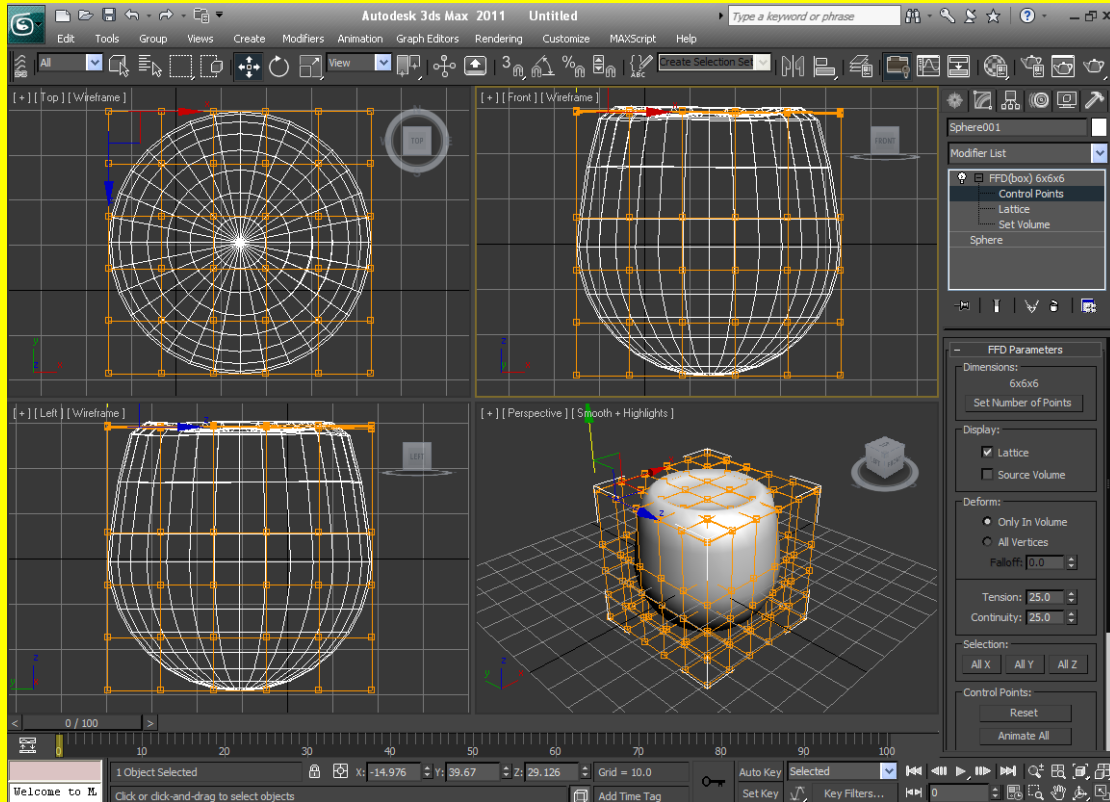 Autodesk 3ds Max 2011 Untitled
Type a keyword or phrase
Edit Tools Group Views Create Modifiers Animation Graph Editors Rendering Customize MAXScript Help
All
View
3
%
ABC
Create Selection Set
[ + ] [ Top ] [ Wireframe ]
TOP
[ + ] [ Front ] [ Wireframe ]
FRONT
Sphere001
Modifier List
FFD(box) 6x6x6
Control Points
Lattice
Set Volume
Sphere
[ + ] [ Left ] [ Wireframe ]
LEFT
[ + ] [ Perspective ] [ Smooth + Highlights ]
FFD Parameters
Dimensions:
6x6x6
Set Number of Points
Display:
Lattice
Source Volume
Deform:
Only In Volume
All Vertices
Falloff: 0.0
Tension: 25.0
Continuity: 25.0
Selection:
All X All Y All Z
Control Points:
Reset
Animate All
< 0 / 100 >
0 10 20 30 40 50 60 70 80 90 100
1 Object Selected
X: -14.976 Y: 39.67 Z: 29.126
Grid = 10.0
Auto Key Selected
Welcome to M
Click or click-and-drag to select objects
Add Time Tag
Set Key Key Filters...
0